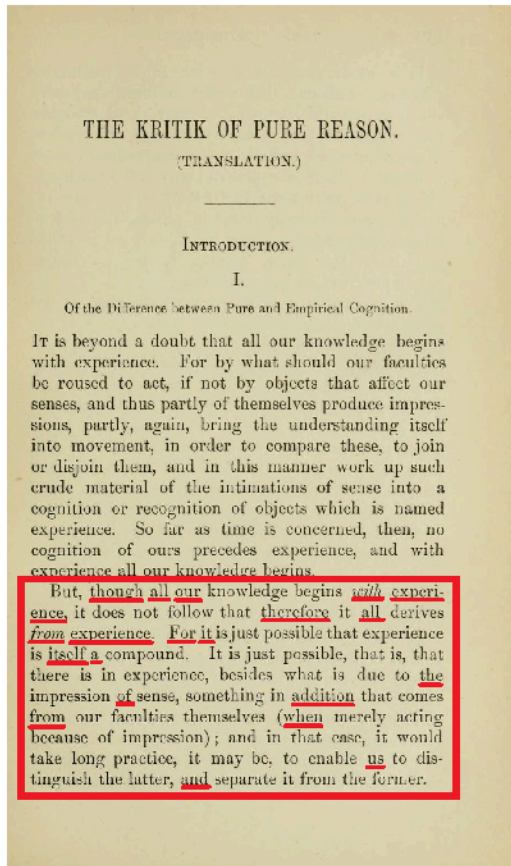 THE KRITIK OF PURE REASON.
(TRANSLATION.)
INTRODUCTION.
I.
Of the Difference between Pure and Empirical Cognition.
IT is beyond a doubt that all our knowledge begins
with experience. For by what should our faculties
be roused to act, if not by objects that affect our
senses, and thus partly of themselves produce impres-
sions, partly, again, bring the understanding itself
into movement, in order to compare these, to join
or disjoin them, and in this manner work up such
crude material of the intimations of sense into a
cognition or recognition of objects which is named
experience. So far as time is concerned, then, no
cognition of ours precedes experience, and with
experience all our knowledge begins.
But, though all our knowledge begins with experi-
ence, it does not follow that therefore it all derives
from experience. For it is just possible that experience
is itself a compound. It is just possible, that is, that
there is in experience, besides what is due to the
impression of sense, something in addition that comes
from our faculties themselves (when merely acting
because of impression); and in that case, it would
take long practice, it may be, to enable us to dis-
tinguish the latter, and separate it from the former.